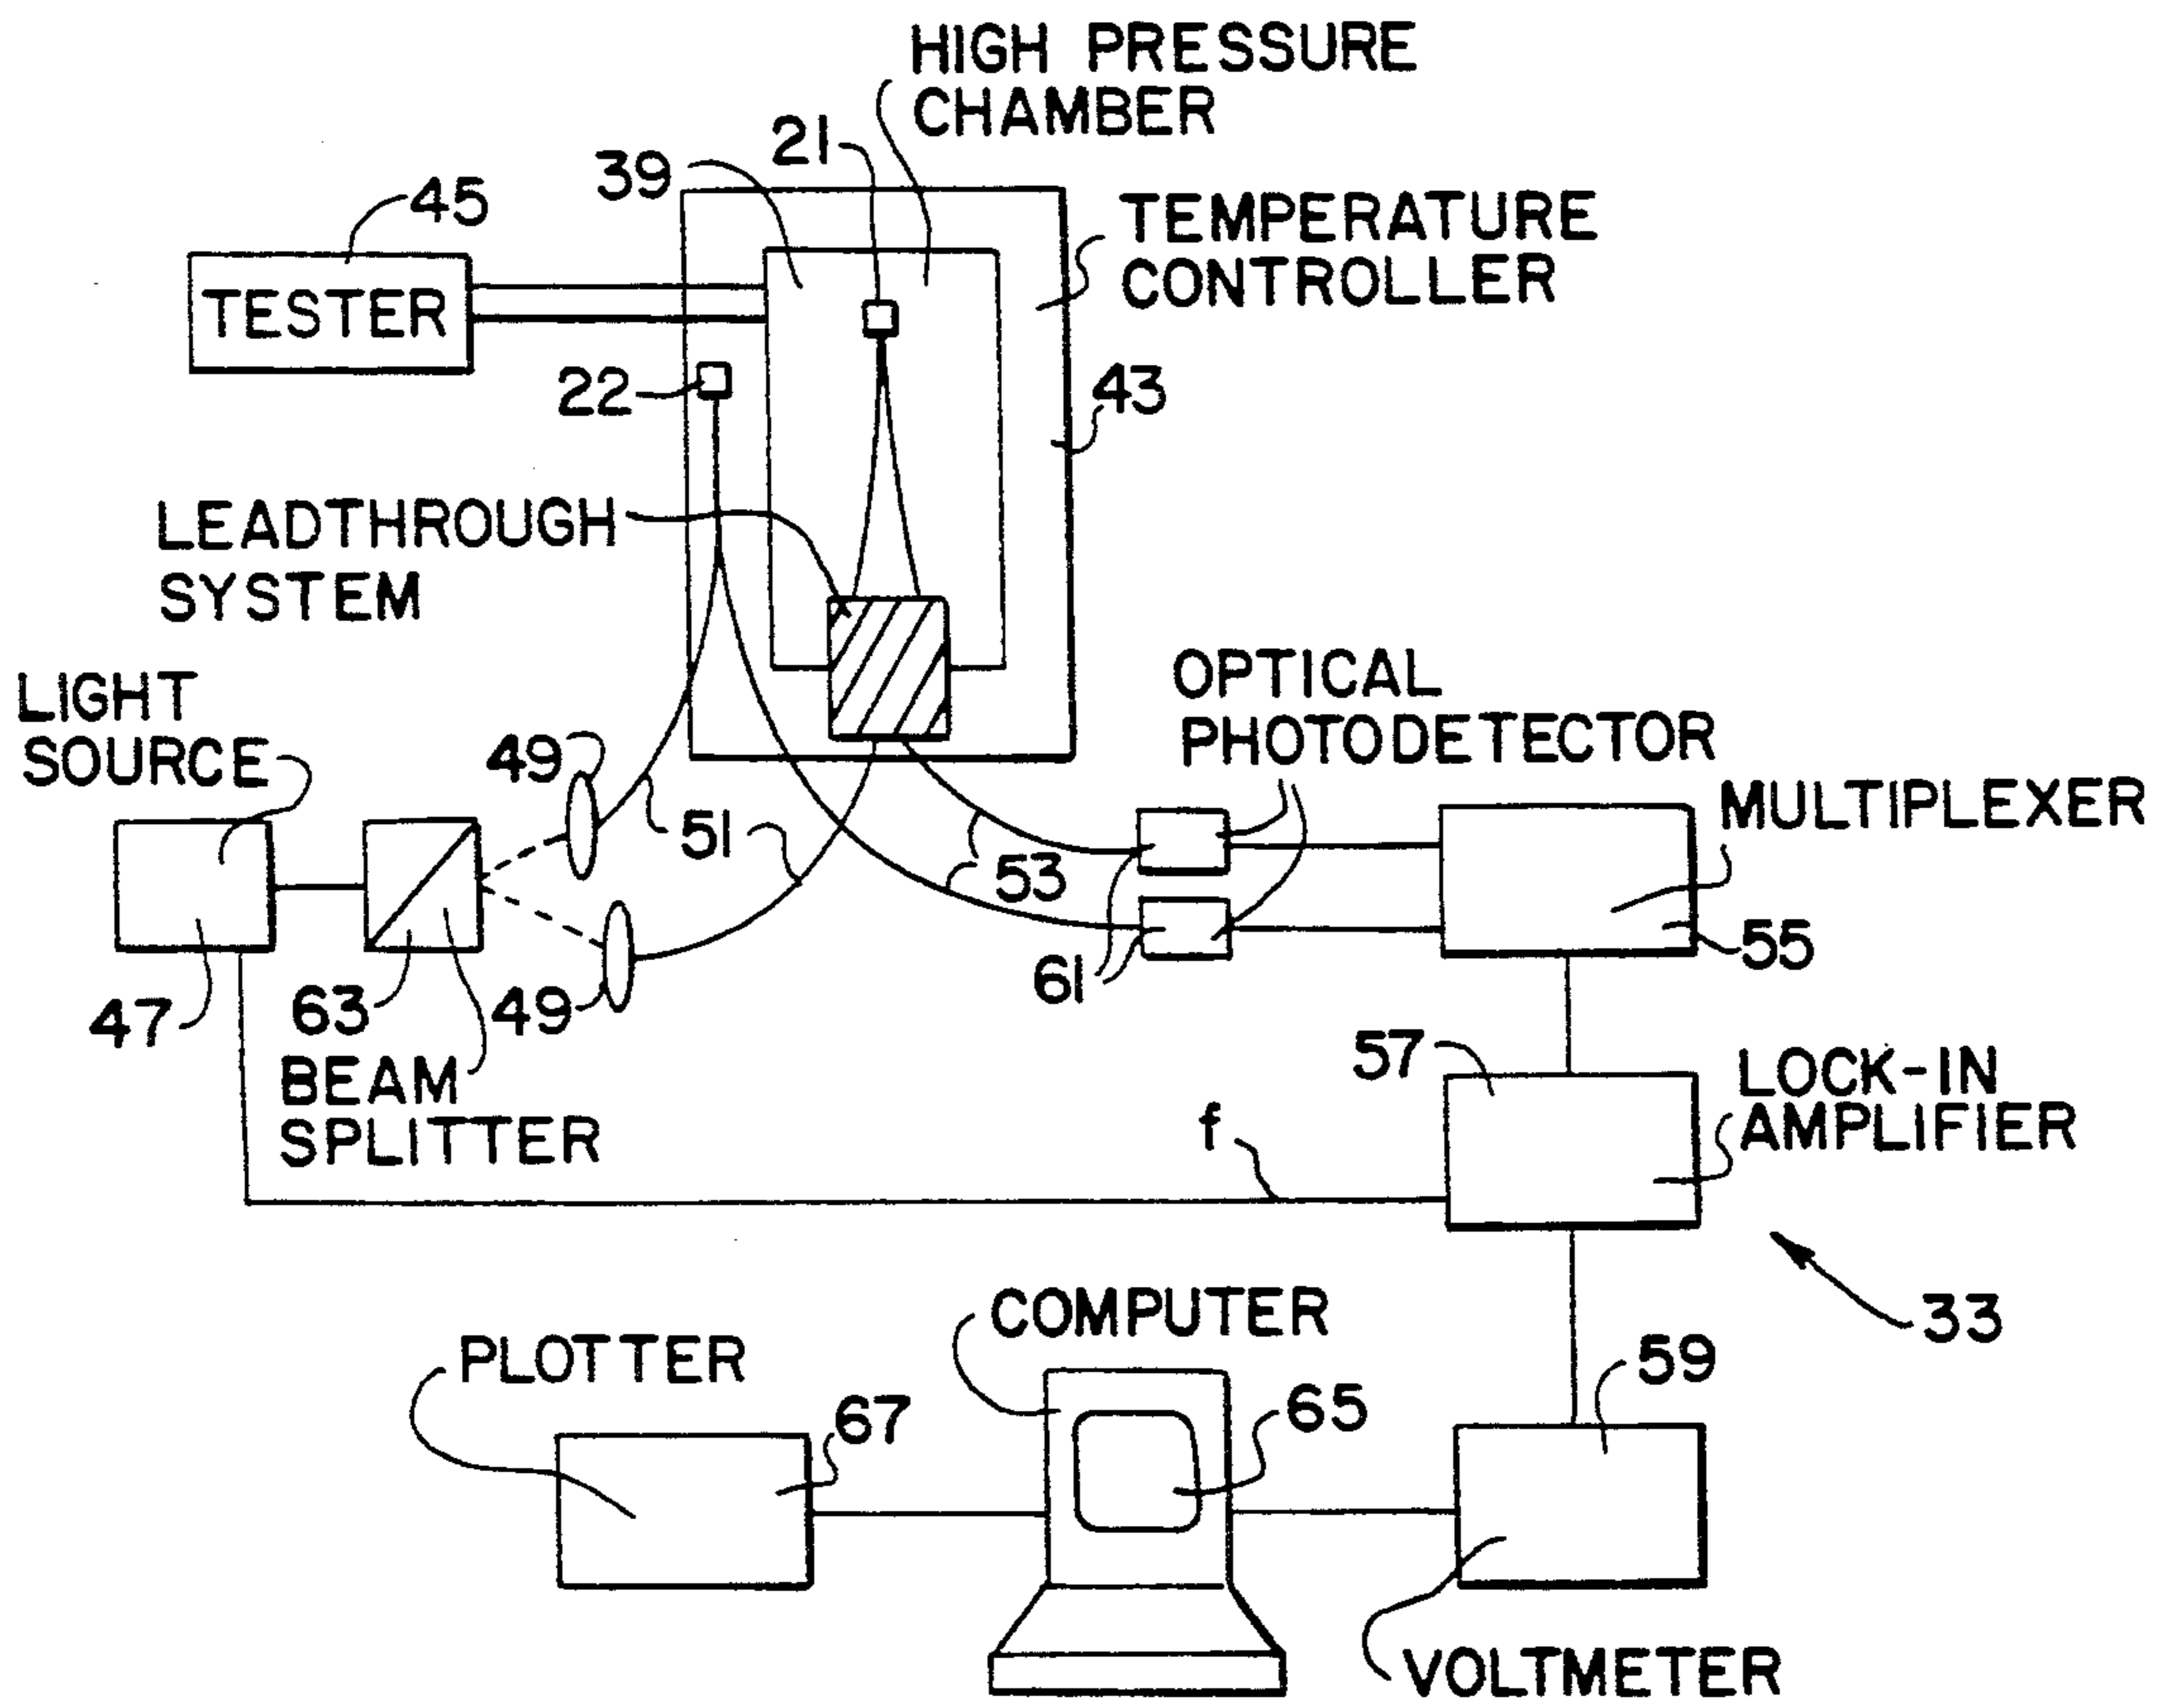 HIGH PRESSURE
CHAMBER
21
39
45
TEMPERATURE
CONTROLLER
TESTER
22
43
LEADTHROUGH
SYSTEM
OPTICAL
PHOTODETECTOR
LIGHT
SOURCE
49
51
53
MULTIPLEXER
55
61
47
63
49
BEAM
SPLITTER
57
LOCK-IN
AMPLIFIER
f
33
COMPUTER
PLOTTER
59
67
65
VOLTMETER